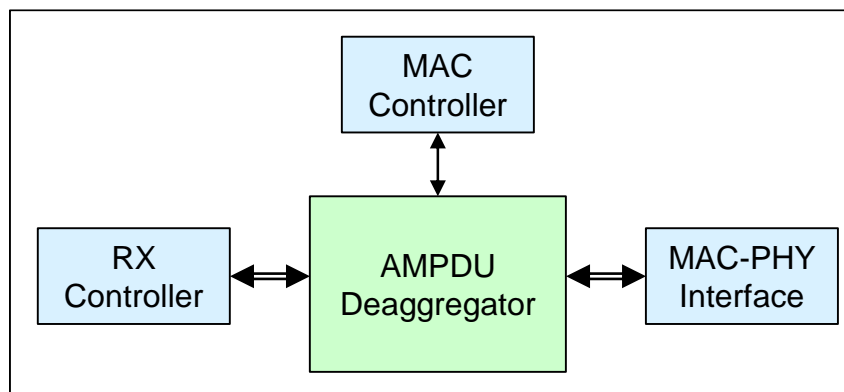 MAC
Controller
RX
Controller
AMPDU
Deaggregator
MAC-PHY
Interface